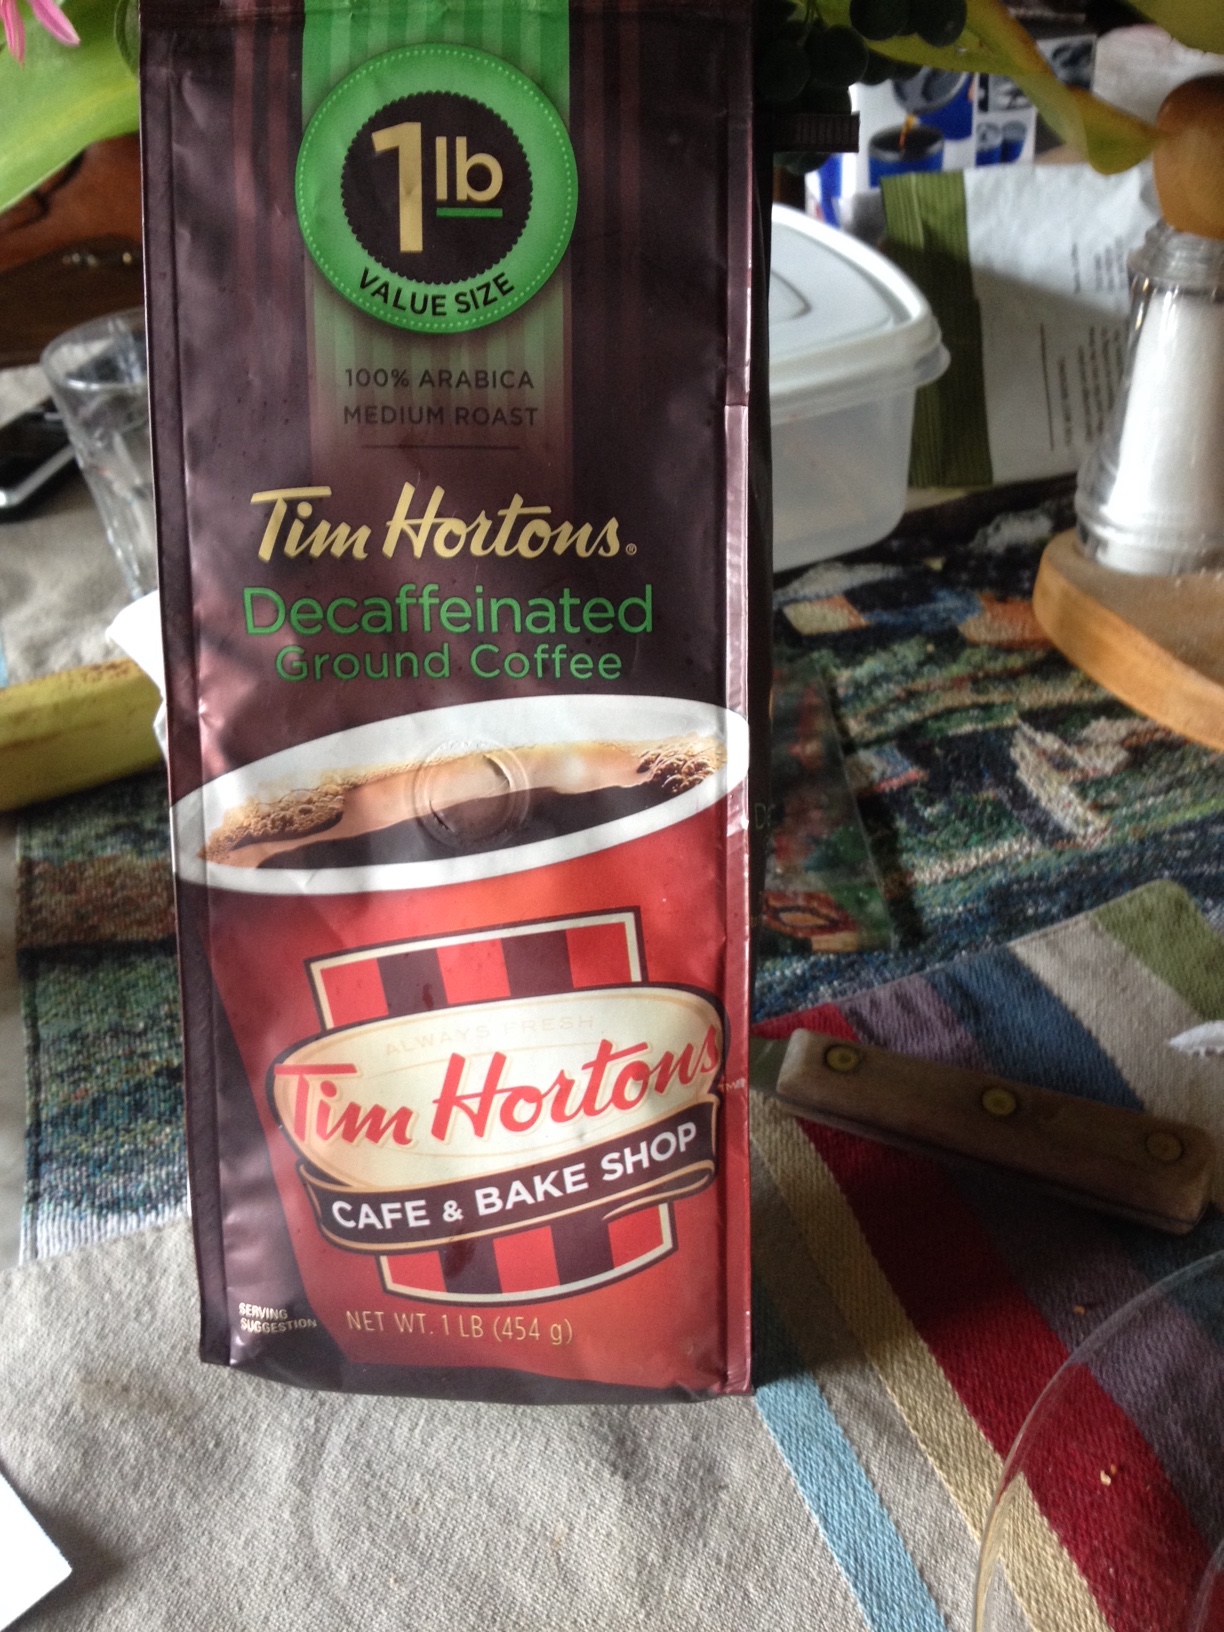 1lb
VALUE SIZE
100% ARABICA
MEDIUM ROAST
Tim Hortons®
Decaffeinated
Ground Coffee
ALWAYS FRESH
Tim Hortons™
CAFE & BAKE SHOP
SERVING
SUGGESTION
NET WT. 1 LB (454 g)